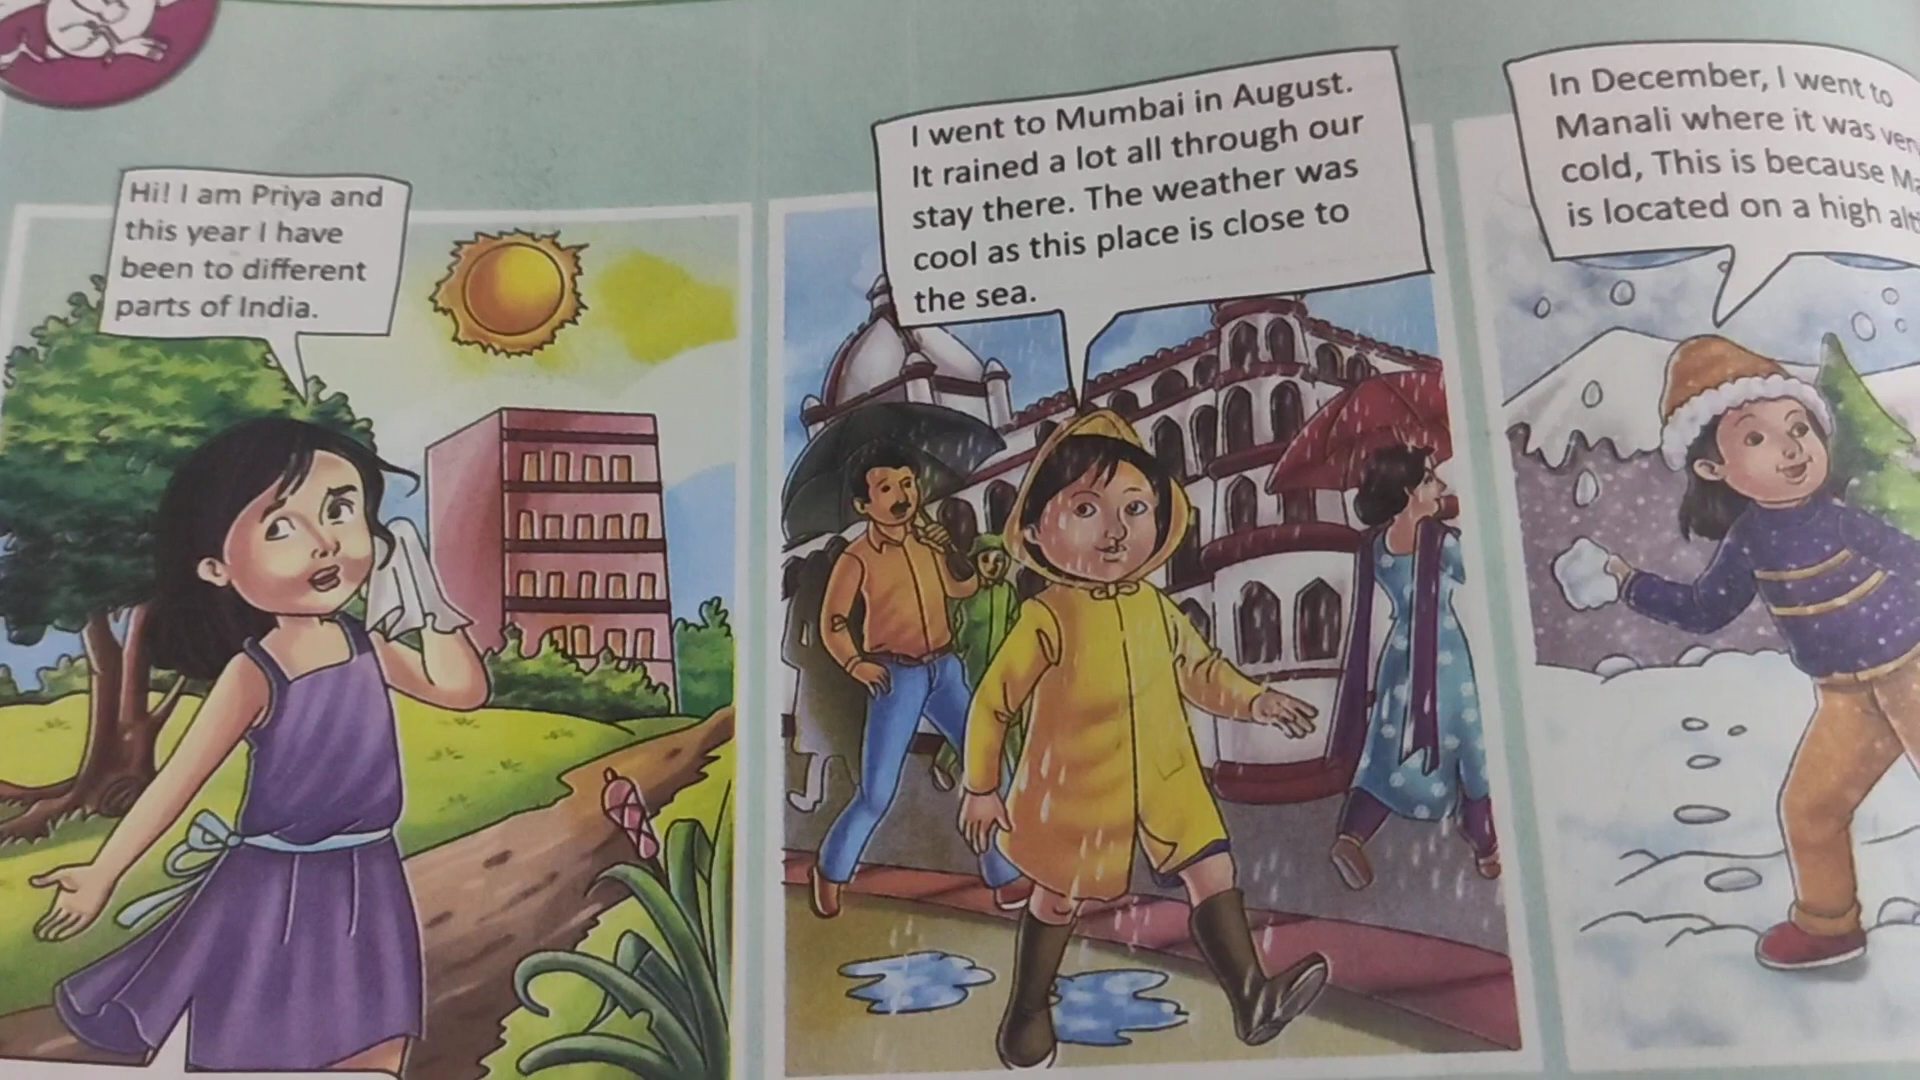 Hi! I am Priya and
this year I have
been to different
parts of India.
I went to Mumbai in August.
It rained a lot all through our
stay there. The weather was
cool as this place is close to
the sea.
In December, I went to
Manali where it was
cold, This is because
is located on a high